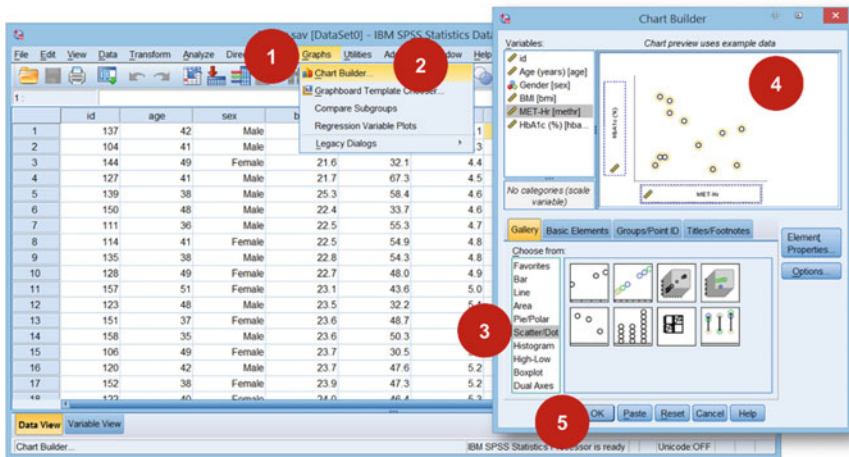 .sav [DataSet0] - IBM SPSS Statistics Data
File Edit View Data Transform Analyze Graphs Utilities Help
1
2
Chart Builder...
Graphboard Template Chooser...
Compare Subgroups
Regression Variable Plots
Legacy Dialogs
1 :
id age sex
1 137 42 Male
2 104 41 Male
3 144 49 Female 21.6 32.1 4.4
4 127 41 Male 21.7 67.3 4.5
5 139 38 Male 25.3 58.4 4.6
6 150 48 Male 22.4 33.7 4.6
7 111 36 Male 22.5 55.3 4.7
8 114 41 Female 22.5 54.9 4.8
9 135 38 Male 22.8 54.3 4.8
10 128 49 Female 22.7 48.0 4.9
11 157 51 Female 23.1 43.6 5.0
12 123 48 Male 23.5 32.2
13 151 37 Female 23.6 48.7
14 158 35 Male 23.6 50.3
15 106 49 Female 23.7 30.5
16 120 42 Male 23.7 47.6 5.2
17 152 38 Female 23.9 47.3 5.2
18 122 40 Female 24.0 46.4 5.3
Data View Variable View
Chart Builder...
IBM SPSS Statistics Processor is ready
Unicode:OFF
Chart Builder
Variables:
Chart preview uses example data
id
Age (years) [age]
Gender [sex]
BMI [bmi]
MET-Hr [methr]
HbA1c (%) [hba...
No categories (scale
variable)
4
HbA1c (%)
MET-Hr
Gallery Basic Elements Groups/Point ID Titles/Footnotes
Element
Properties...
Options...
Choose from:
Favorites
Bar
Line
Area
Pie/Polar
Scatter/Dot
Histogram
High-Low
Boxplot
Dual Axes
3
5
OK Paste Reset Cancel Help